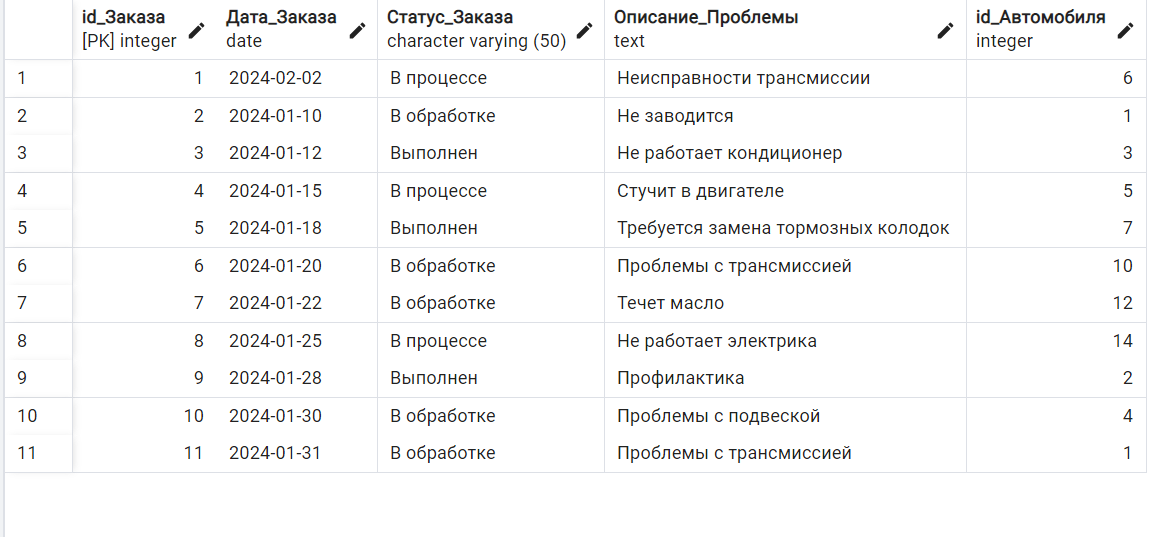 id_Заказа Дата_Заказа Статус_Заказа Описание_Проблемы id_Автомобиля
[PK] integer date character varying (50) text integer
1 1 2024-02-02 В процессе Неисправности трансмиссии 6
2 2 2024-01-10 В обработке Не заводится 1
3 3 2024-01-12 Выполнен Не работает кондиционер 3
4 4 2024-01-15 В процессе Стучит в двигателе 5
5 5 2024-01-18 Выполнен Требуется замена тормозных колодок 7
6 6 2024-01-20 В обработке Проблемы с трансмиссией 10
7 7 2024-01-22 В обработке Течет масло 12
8 8 2024-01-25 В процессе Не работает электрика 14
9 9 2024-01-28 Выполнен Профилактика 2
10 10 2024-01-30 В обработке Проблемы с подвеской 4
11 11 2024-01-31 В обработке Проблемы с трансмиссией 1